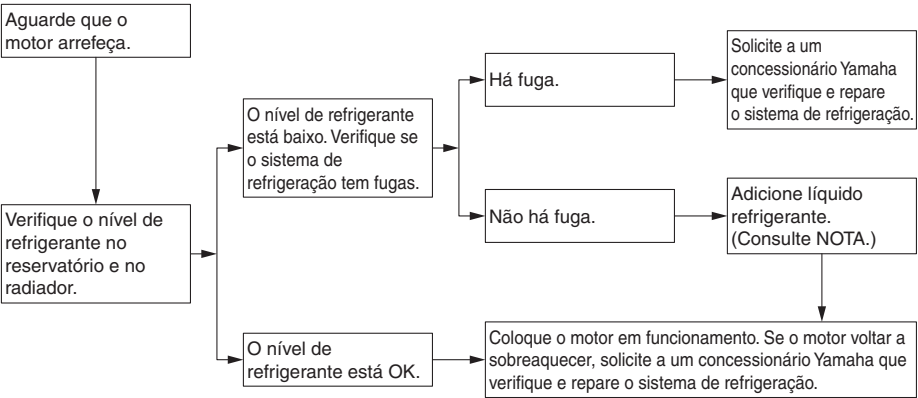 Aguarde que o
motor arrefeça.
Verifique o nível de
refrigerante no
reservatório e no
radiador.
O nível de refrigerante
está baixo. Verifique se
o sistema de
refrigeração tem fugas.
O nível de
refrigerante está OK.
Há fuga.
Não há fuga.
Solicite a um
concessionário Yamaha
que verifique e repare
o sistema de refrigeração.
Adicione líquido
refrigerante.
(Consulte NOTA.)
Coloque o motor em funcionamento. Se o motor voltar a
sobreaquecer, solicite a um concessionário Yamaha que
verifique e repare o sistema de refrigeração.